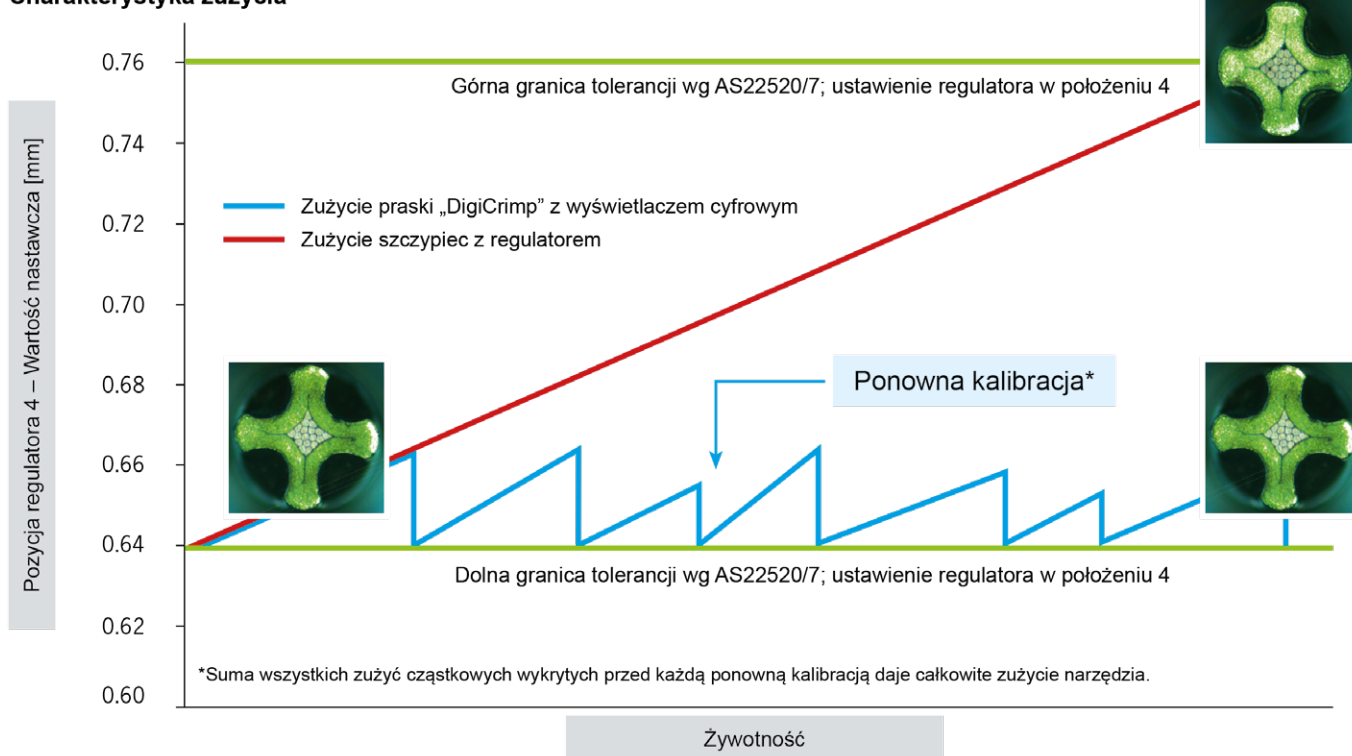 Charakterystyka zużycia
0.76
Górna granica tolerancji wg AS22520/7; ustawienie regulatora w położeniu 4
0.74
Zużycie praski „DigiCrimp” z wyświetlaczem cyfrowym
0.72
Zużycie szczypiec z regulatorem
0.70
0.68
Ponowna kalibracja*
0.66
0.64
Dolna granica tolerancji wg AS22520/7; ustawienie regulatora w położeniu 4
0.62
*Suma wszystkich zużyć cząstkowych wykrytych przed każdą ponowną kalibracją daje całkowite zużycie narzędzia.
0.60
Pozycja regulatora 4 – Wartość nastawcza [mm]
Żywotność